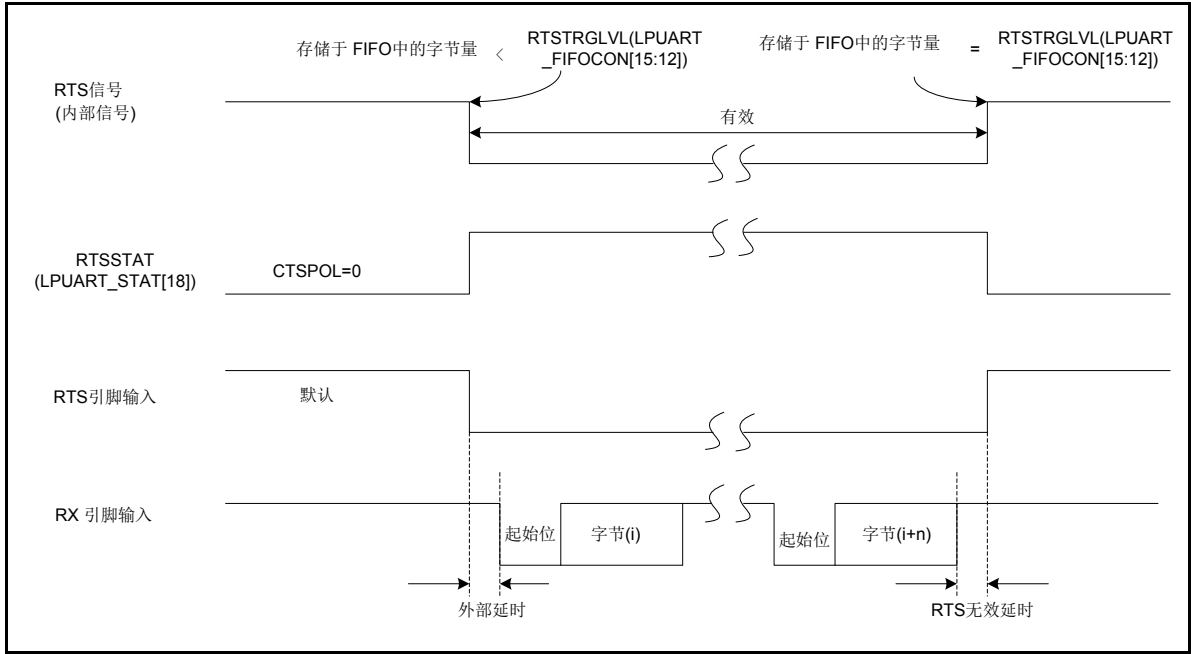 存储于 FIFO中的字节量 < RTSTRGLVL(LPUART
_FIFOCON[15:12])
存储于 FIFO中的字节量 = RTSTRGLVL(LPUART
_FIFOCON[15:12])
RTS信号
(内部信号)
有效
RTSSTAT
(LPUART_STAT[18])
CTSPOL=0
RTS引脚输入
默认
RX 引脚输入
起始位
字节(i)
起始位
字节(i+n)
外部延时
RTS无效延时